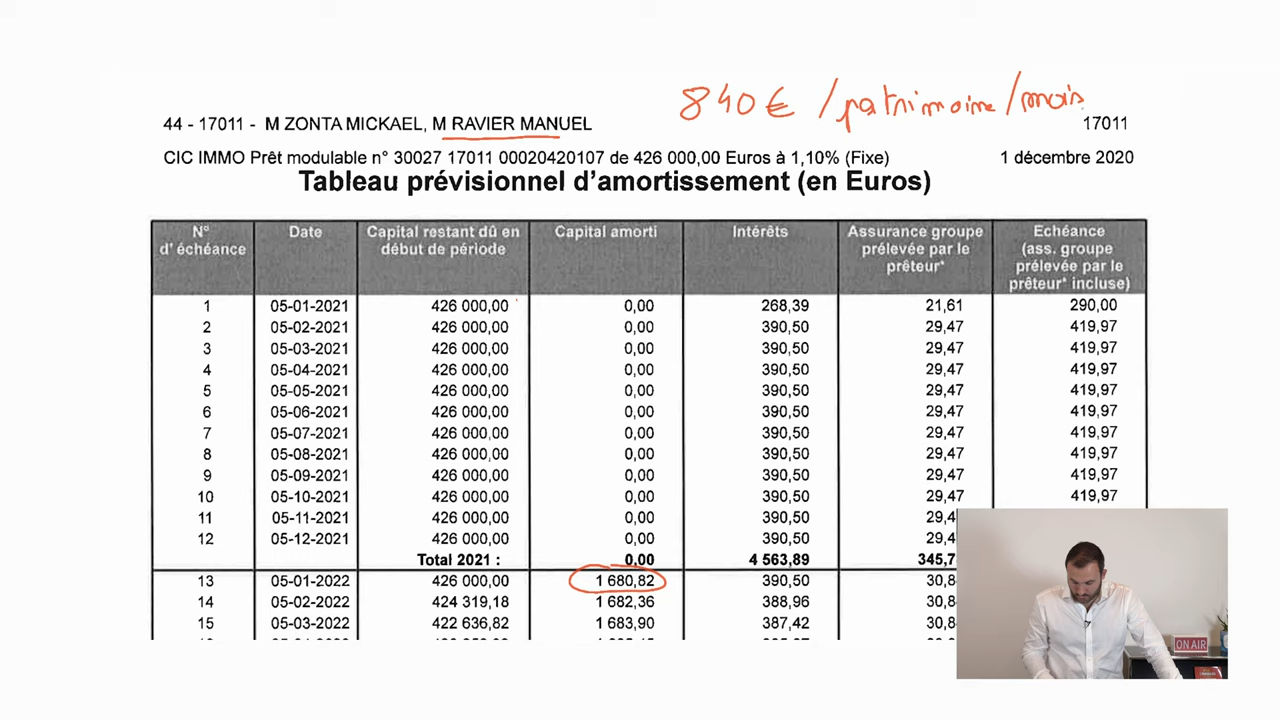 840€ /patrimoine/mois
44 - 17011 - M ZONTA MICKAEL, M RAVIER MANUEL 17011
CIC IMMO Prêt modulable n° 30027 17011 00020420107 de 426 000,00 Euros à 1,10% (Fixe) 1 décembre 2020
Tableau prévisionnel d'amortissement (en Euros)
N° d' échéance Date Capital restant dû en début de période Capital amorti Intérêts Assurance groupe prélevée par le prêteur* Echéance (ass. groupe prélevée par le prêteur* incluse)
1 05-01-2021 426 000,00 0,00 268,39 21,61 290,00
2 05-02-2021 426 000,00 0,00 390,50 29,47 419,97
3 05-03-2021 426 000,00 0,00 390,50 29,47 419,97
4 05-04-2021 426 000,00 0,00 390,50 29,47 419,97
5 05-05-2021 426 000,00 0,00 390,50 29,47 419,97
6 05-06-2021 426 000,00 0,00 390,50 29,47 419,97
7 05-07-2021 426 000,00 0,00 390,50 29,47 419,97
8 05-08-2021 426 000,00 0,00 390,50 29,47 419,97
9 05-09-2021 426 000,00 0,00 390,50 29,47 419,97
10 05-10-2021 426 000,00 0,00 390,50 29,47 419,97
11 05-11-2021 426 000,00 0,00 390,50 29,4
12 05-12-2021 426 000,00 0,00 390,50 29,4
Total 2021 : 0,00 4 563,89 345,7
13 05-01-2022 426 000,00 1 680,82 390,50 30,8
14 05-02-2022 424 319,18 1 682,36 388,96 30,8
15 05-03-2022 422 636,82 1 683,90 387,42 30,8
ON AIR